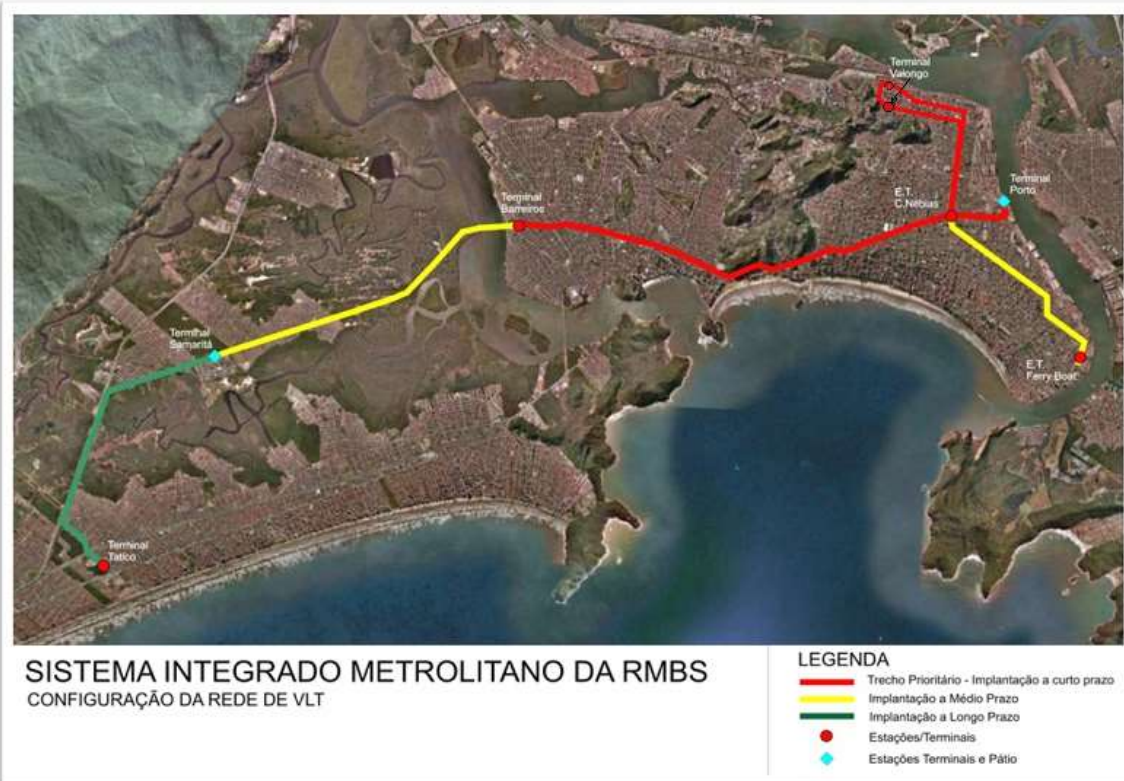 Terminal
Valongo
Terminal
Porto
E.T.
C.Nébias
Terminal
Barreiros
Terminal
Samaritá
E.T.
Ferry Boat
Terminal
Tático
SISTEMA INTEGRADO METROLITANO DA RMBS
CONFIGURAÇÃO DA REDE DE VLT
LEGENDA
Trecho Prioritário - Implantação a curto prazo
Implantação a Médio Prazo
Implantação a Longo Prazo
Estações/Terminais
Estações Terminais e Pátio